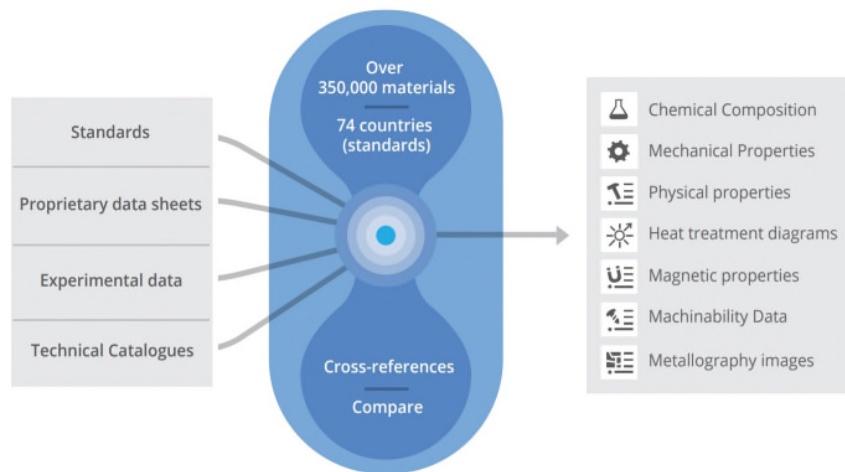 Standards
Proprietary data sheets
Experimental data
Technical Catalogues
Over
350,000 materials
74 countries
(standards)
Cross-references
Compare
Chemical Composition
Mechanical Properties
Physical properties
Heat treatment diagrams
Magnetic properties
Machinability Data
Metallography images